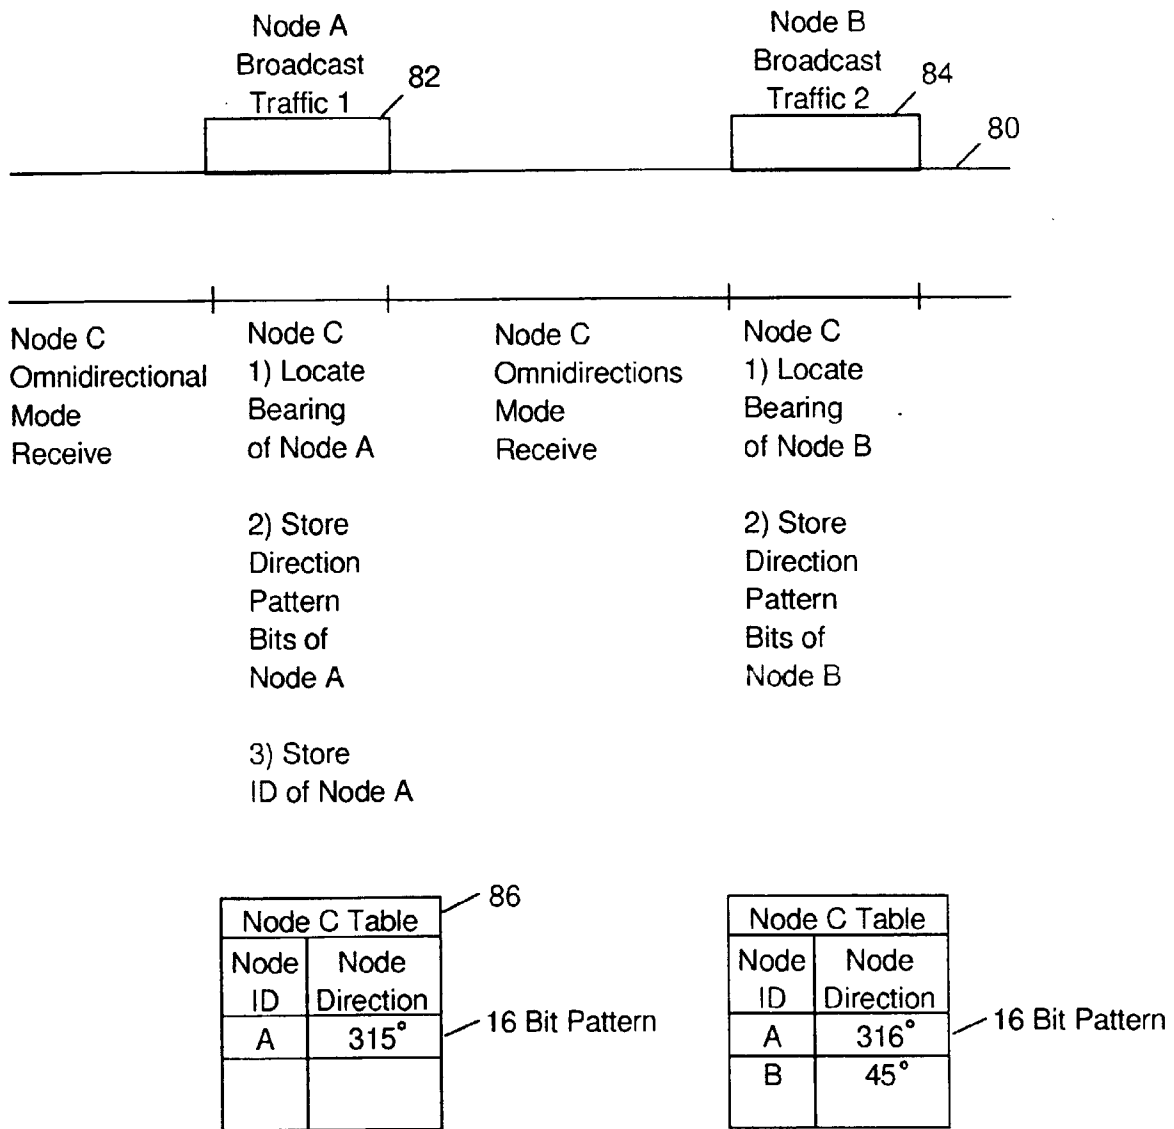 Node A
Broadcast
Traffic 1
82
Node B
Broadcast
Traffic 2
84
80
Node C
Omnidirectional
Mode
Receive
Node C
1) Locate
Bearing
of Node A
2) Store
Direction
Pattern
Bits of
Node A
3) Store
ID of Node A
Node C
Omnidirections
Mode
Receive
Node C
1) Locate
Bearing
of Node B
2) Store
Direction
Pattern
Bits of
Node B
86
Node C Table
Node ID
Node Direction
A 315°
16 Bit Pattern
Node C Table
Node ID
Node Direction
A 316°
B 45°
16 Bit Pattern